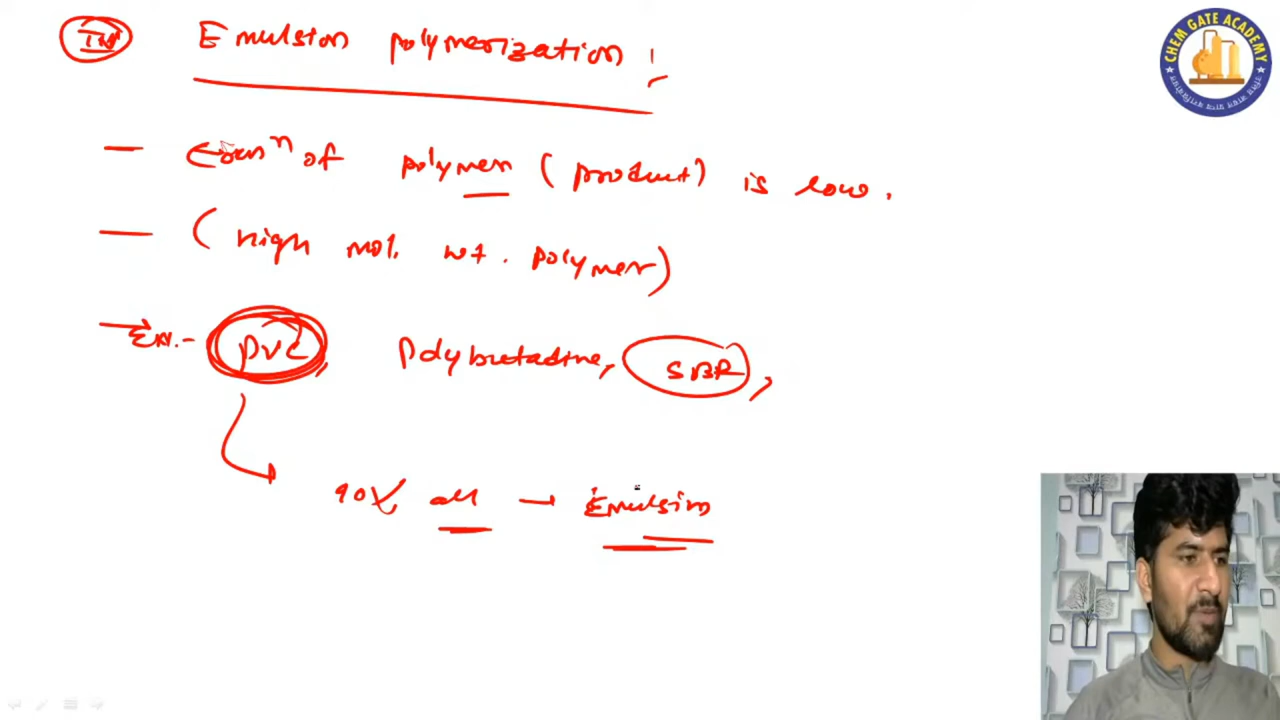 IV Emulsion polymerization :
CHEM GATE ACADEMY
— of polymer (product) is low.
— (high mol. wt. polymer)
→ Ex.- PVC Polybutadine, SBR,
90% all → Emulsion